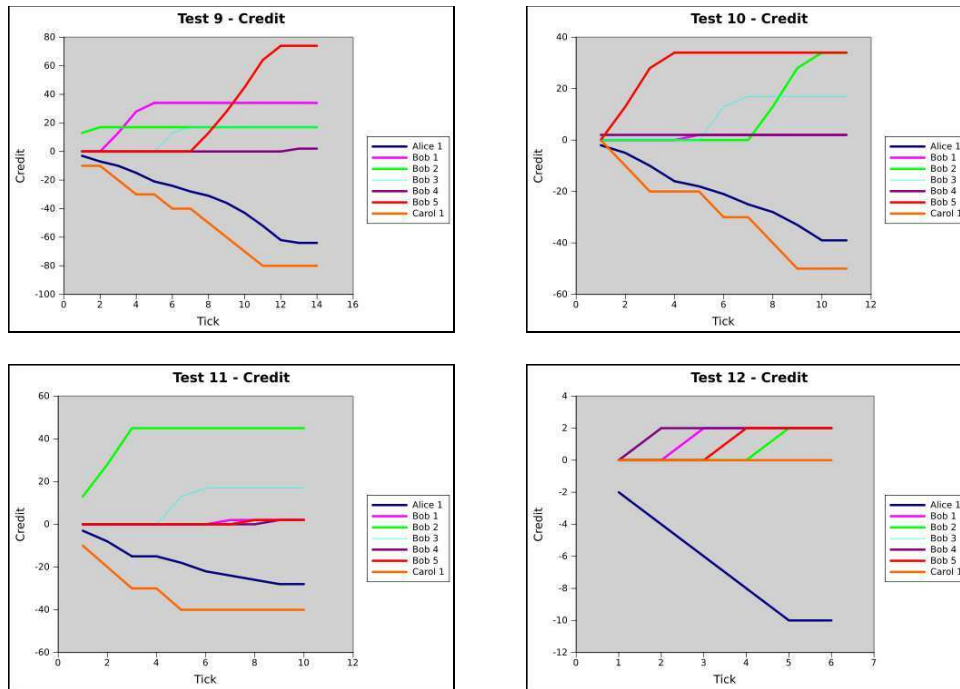 Test 9 - Credit
80
60
40
20
0
-20
-40
-60
-80
-100
0 2 4 6 8 10 12 14 16
Credit
Tick
Alice 1
Bob 1
Bob 2
Bob 3
Bob 4
Bob 5
Carol 1
Test 10 - Credit
40
20
0
-20
-40
-60
0 2 4 6 8 10 12
Credit
Tick
Alice 1
Bob 1
Bob 2
Bob 3
Bob 4
Bob 5
Carol 1
Test 11 - Credit
60
40
20
0
-20
-40
-60
0 2 4 6 8 10 12
Credit
Tick
Alice 1
Bob 1
Bob 2
Bob 3
Bob 4
Bob 5
Carol 1
Test 12 - Credit
4
2
0
-2
-4
-6
-8
-10
-12
0 1 2 3 4 5 6 7
Credit
Tick
Alice 1
Bob 1
Bob 2
Bob 3
Bob 4
Bob 5
Carol 1